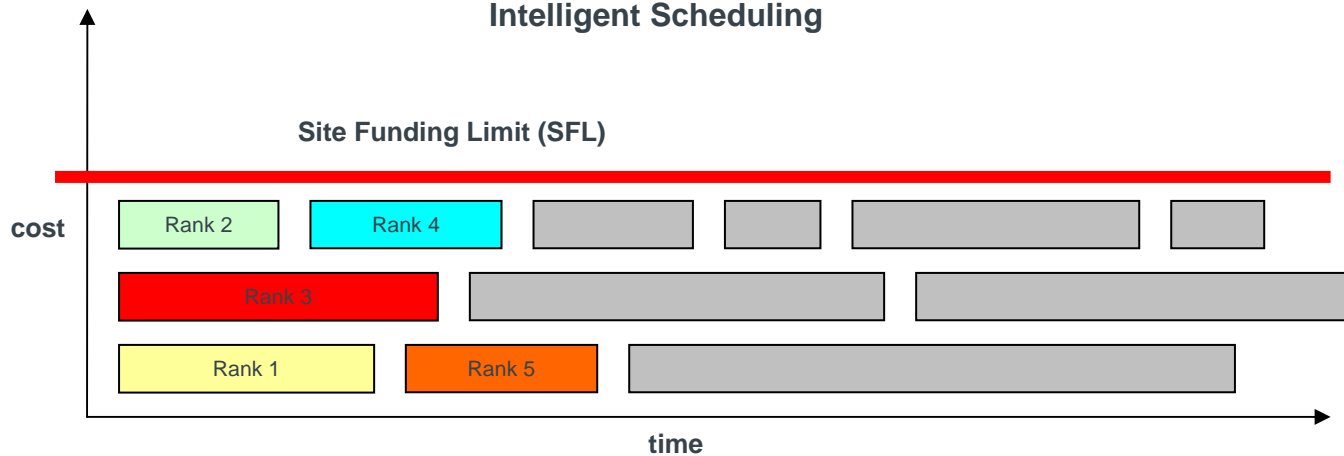 Intelligent Scheduling
Site Funding Limit (SFL)
cost
Rank 2
Rank 4
Rank 3
Rank 1
Rank 5
time